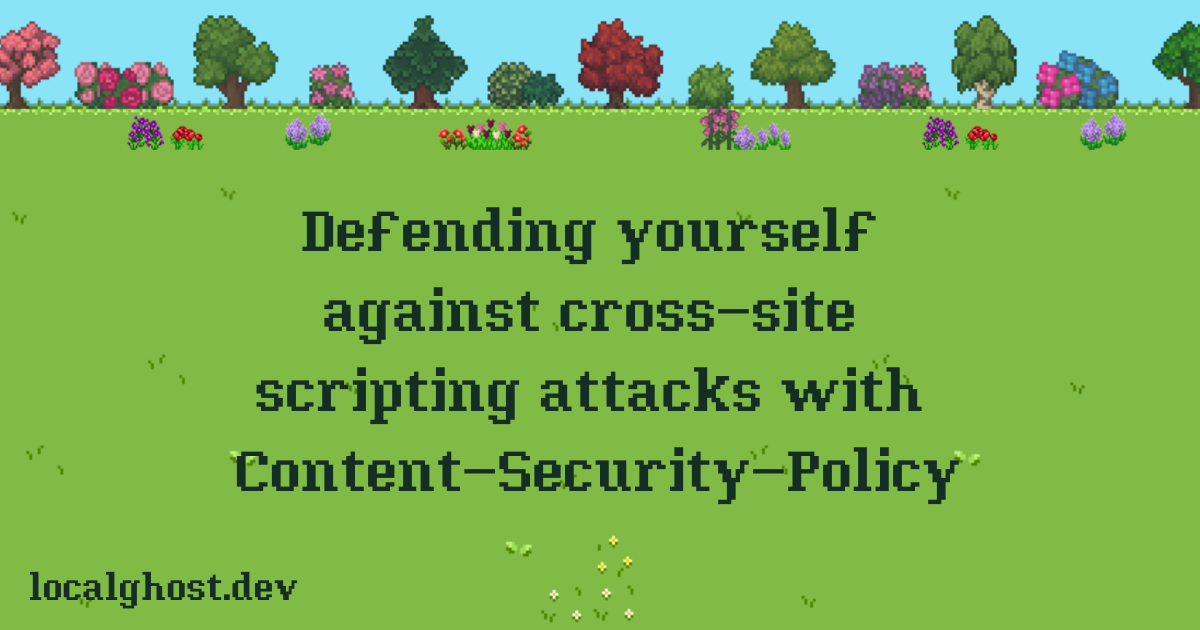 Defending yourself
against cross-site
scripting attacks with
Content-Security-Policy
localghost.dev